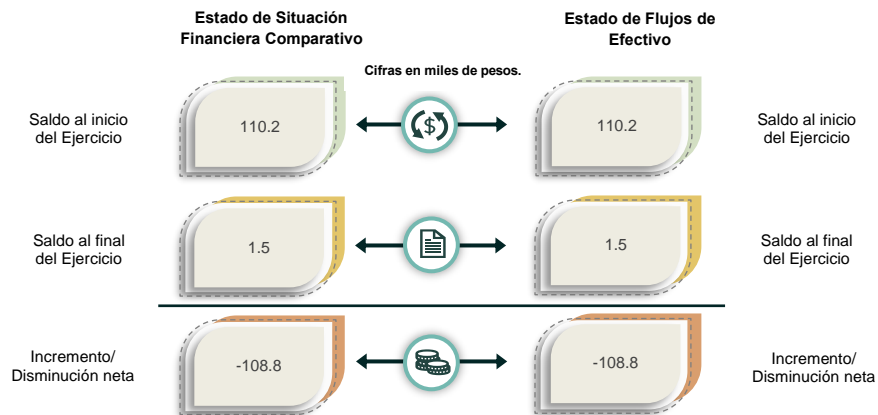 Estado de Situación
Financiera Comparativo
Estado de Flujos de
Efectivo
Cifras en miles de pesos.
Saldo al inicio
del Ejercicio
110.2
$
110.2
Saldo al inicio
del Ejercicio
Saldo al final
del Ejercicio
1.5
1.5
Saldo al final
del Ejercicio
Incremento/
Disminución neta
-108.8
-108.8
Incremento/
Disminución neta